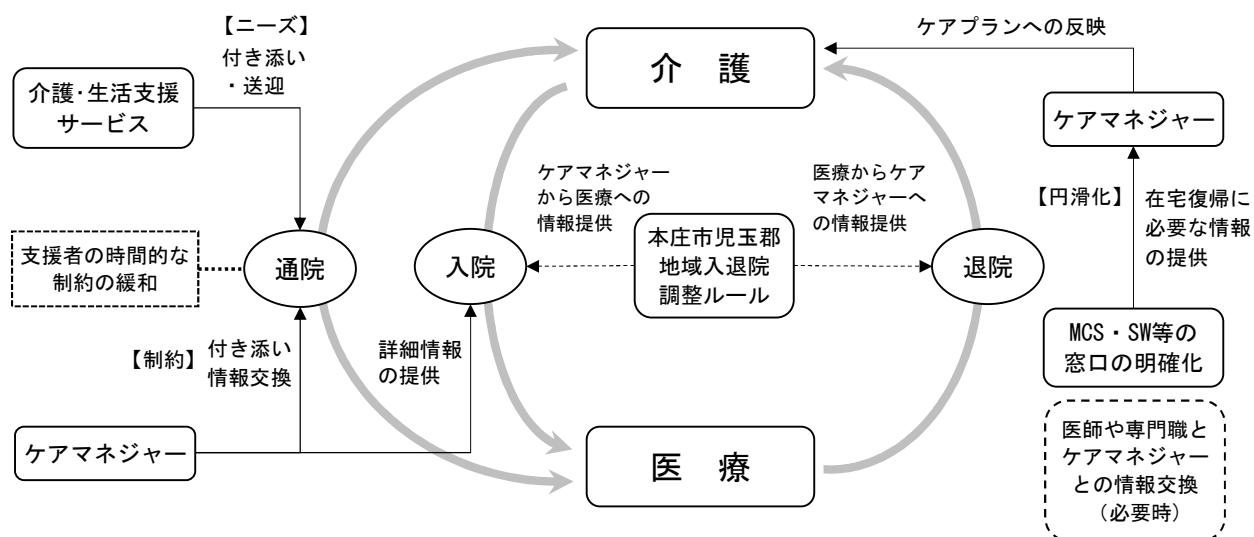 【ニーズ】
付き添い
・送迎
介護・生活支援
サービス
介　護
ケアプランへの反映
ケアマネジャー
ケアマネジャー
から医療への
情報提供
医療からケア
マネジャーへ
の情報提供
【円滑化】
在宅復帰に
必要な情報
の提供
支援者の時間的な
制約の緩和
通院
入院
本庄市児玉郡
地域入退院
調整ルール
退院
【制約】
付き添い
情報交換
詳細情報
の提供
MCS・SW等の
窓口の明確化
ケアマネジャー
医　療
医師や専門職と
ケアマネジャー
との情報交換
（必要時）